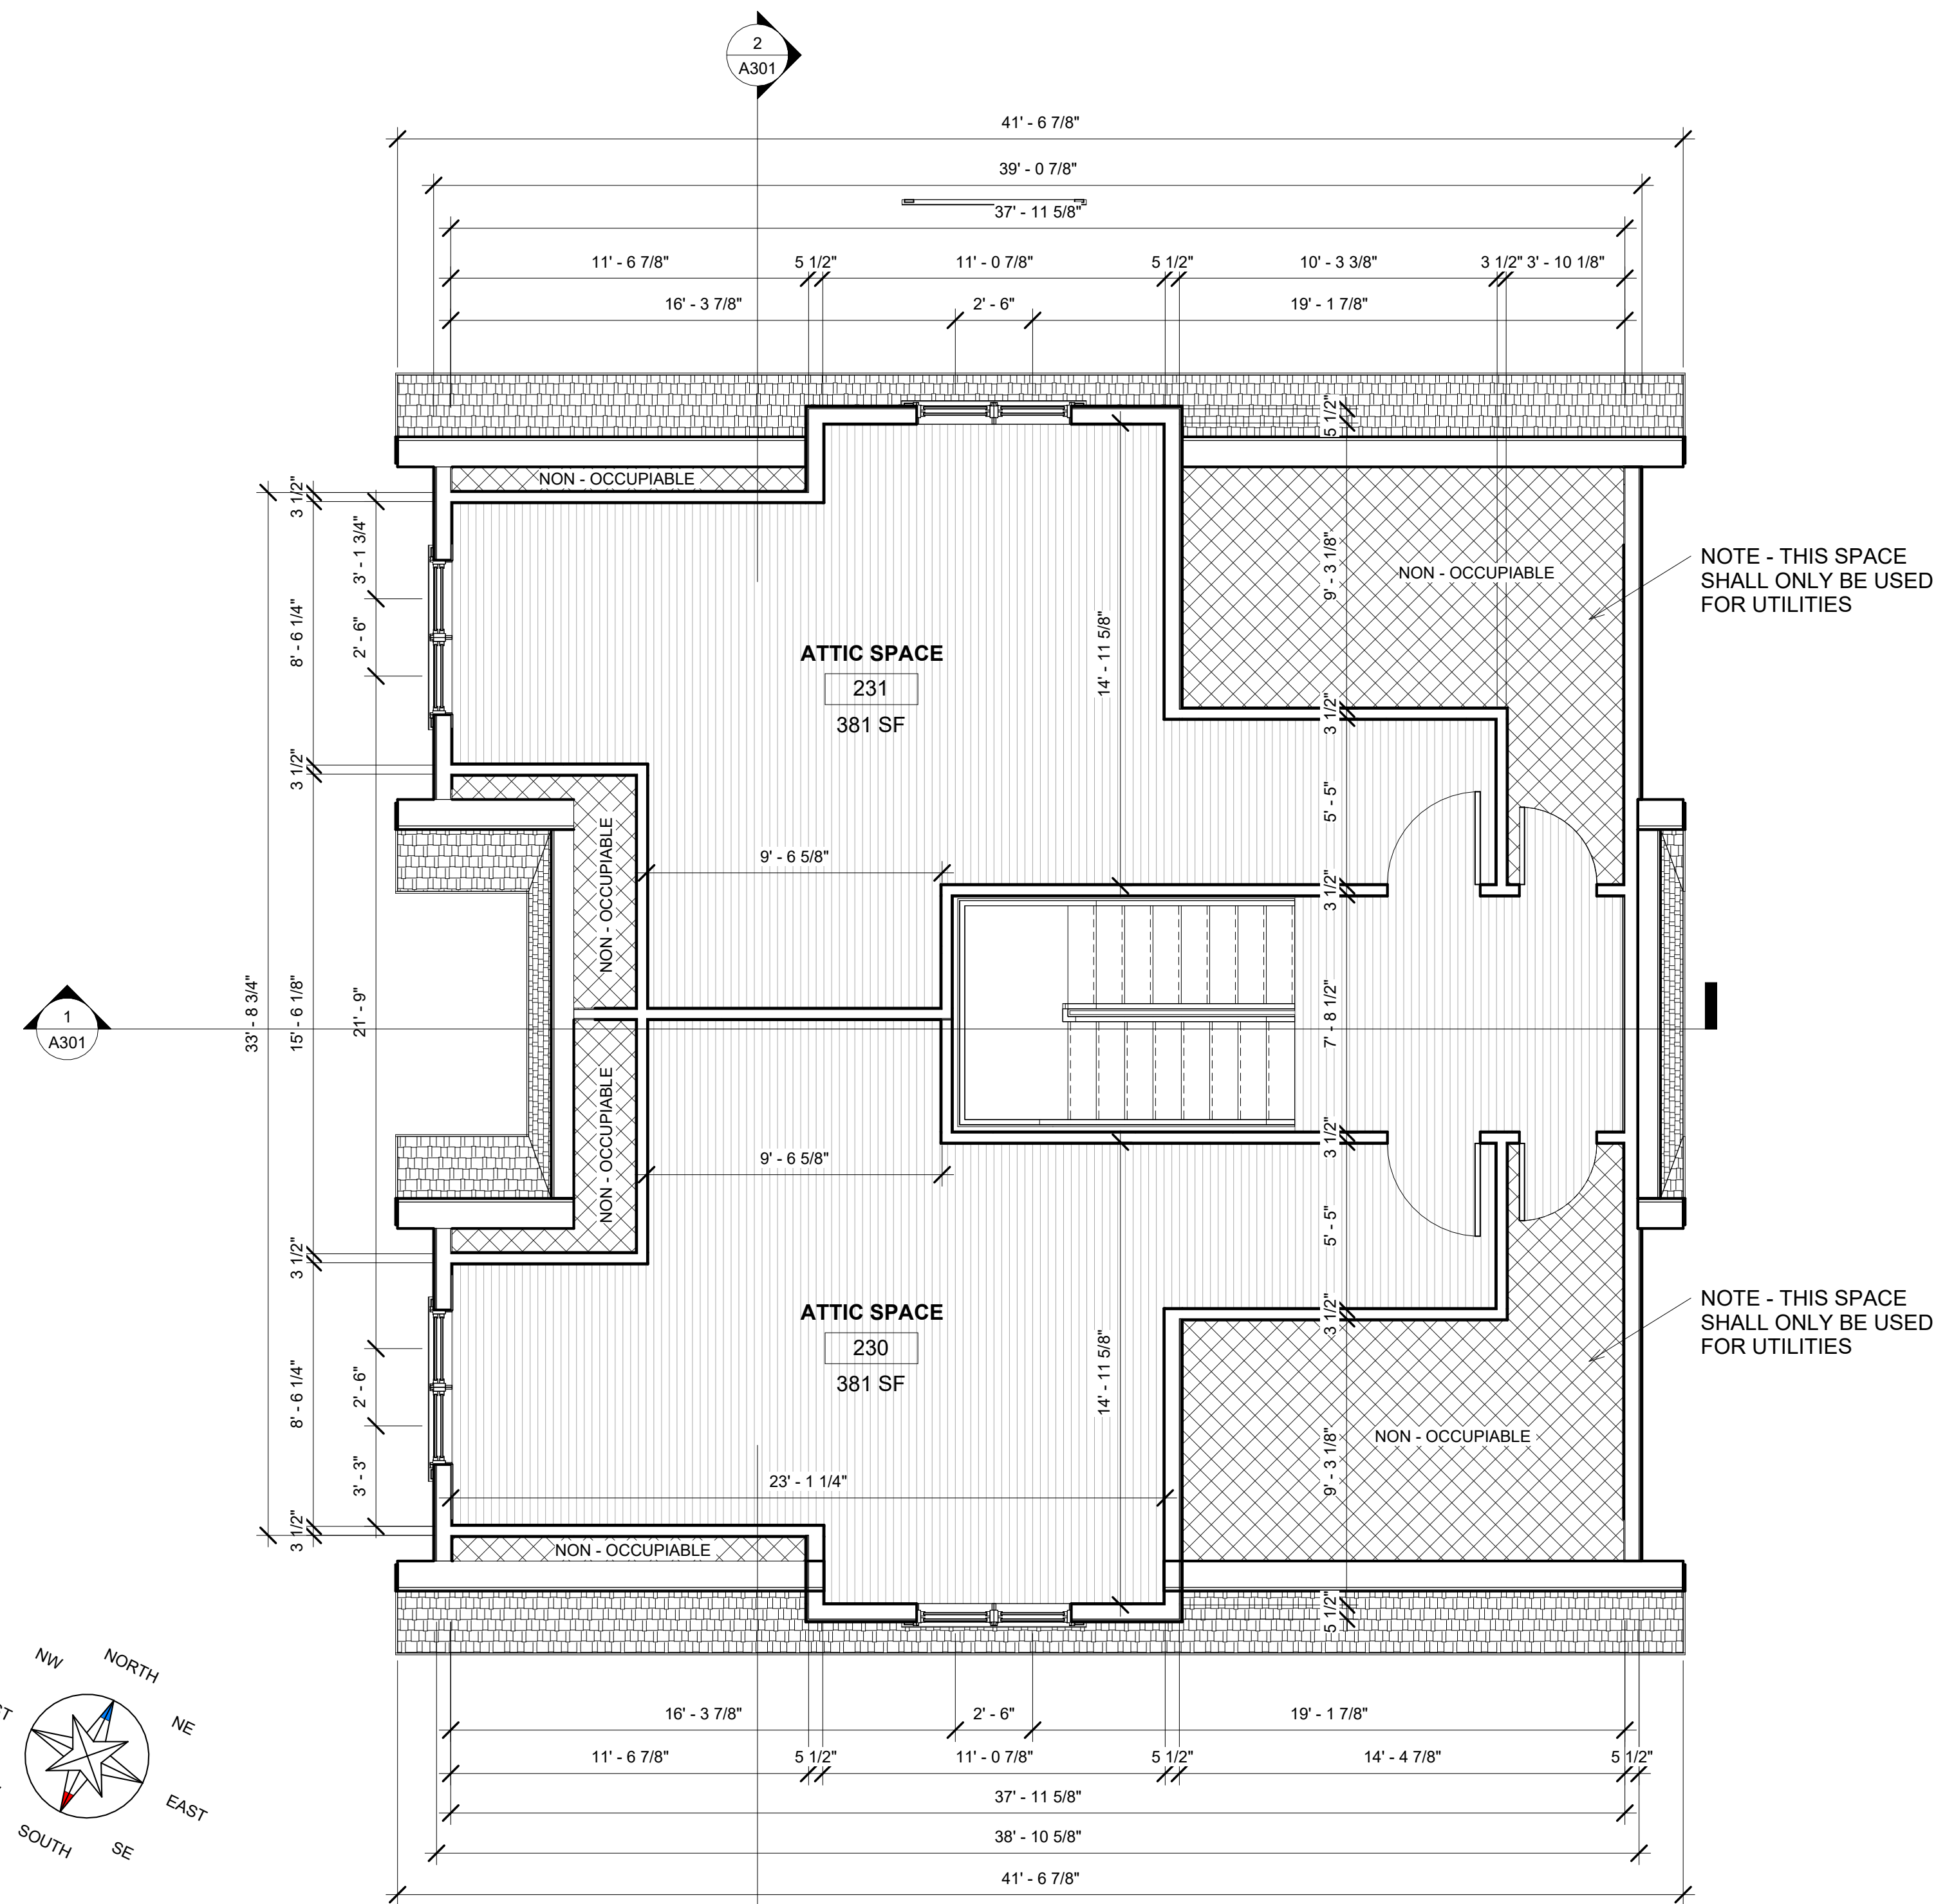 2
A301
41' - 6 7/8"
39' - 0 7/8"
37' - 11 5/8"
11' - 6 7/8" 5 1/2" 11' - 0 7/8" 5 1/2" 10' - 3 3/8" 3 1/2" 3' - 10 1/8"
16' - 3 7/8" 2' - 6" 19' - 1 7/8"
5 1/2"
NON - OCCUPIABLE
3 1/2"
3' - 1 3/4"
9' - 3 1/8"
NON - OCCUPIABLE
NOTE - THIS SPACE
SHALL ONLY BE USED
FOR UTILITIES
8' - 6 1/4"
2' - 6"
14' - 11 5/8"
ATTIC SPACE
231
381 SF
3 1/2"
3 1/2"
5' - 5"
9' - 6 5/8"
NON - OCCUPIABLE
3 1/2"
1
A301
33' - 8 3/4"
15' - 6 1/8"
21' - 9"
7' - 8 1/2"
NON - OCCUPIABLE
9' - 6 5/8"
3 1/2"
5' - 5"
3 1/2"
3 1/2"
ATTIC SPACE
230
381 SF
NOTE - THIS SPACE
SHALL ONLY BE USED
FOR UTILITIES
8' - 6 1/4"
2' - 6"
14' - 11 5/8"
NON - OCCUPIABLE
9' - 3 1/8"
3' - 3"
23' - 1 1/4"
3 1/2"
NON - OCCUPIABLE
5 1/2"
NW
NORTH
NE
EAST
SE
SOUTH
16' - 3 7/8" 2' - 6" 19' - 1 7/8"
11' - 6 7/8" 5 1/2" 11' - 0 7/8" 5 1/2" 14' - 4 7/8" 5 1/2"
37' - 11 5/8"
38' - 10 5/8"
41' - 6 7/8"